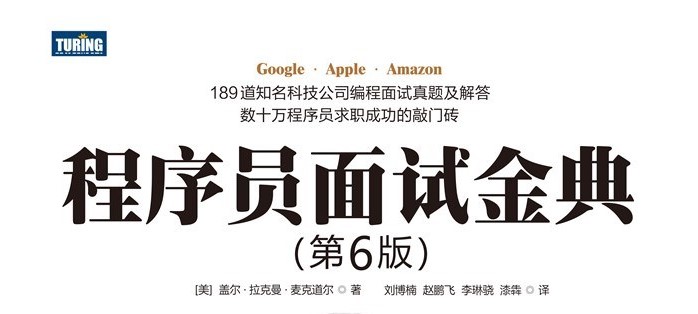 TURING
Google · Apple · Amazon
189道知名科技公司编程面试真题及解答
数十万程序员求职成功的敲门砖
程序员面试金典
(第6版)
[美] 盖尔·拉克曼·麦克道尔 ◎ 著 刘博楠 赵鹏飞 李琳骁 漆犇 ◎ 译